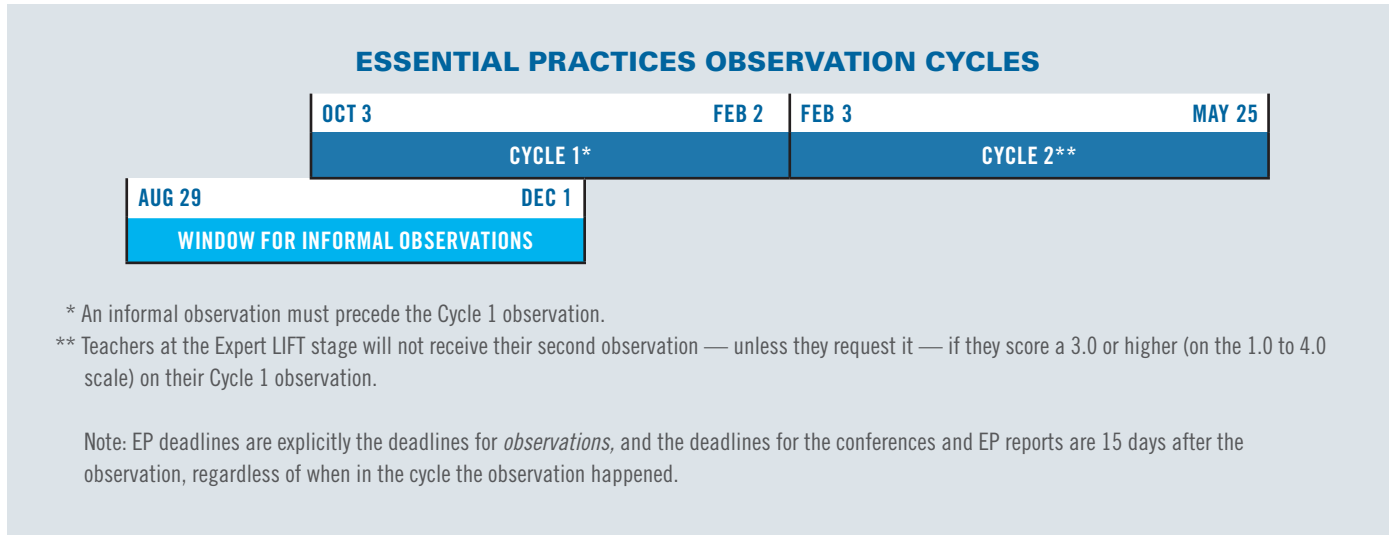 ESSENTIAL PRACTICES OBSERVATION CYCLES
OCT 3 FEB 2 FEB 3 MAY 25
CYCLE 1* CYCLE 2**
AUG 29 DEC 1
WINDOW FOR INFORMAL OBSERVATIONS
* An informal observation must precede the Cycle 1 observation.
** Teachers at the Expert LIFT stage will not receive their second observation — unless they request it — if they score a 3.0 or higher (on the 1.0 to 4.0
scale) on their Cycle 1 observation.
Note: EP deadlines are explicitly the deadlines for observations, and the deadlines for the conferences and EP reports are 15 days after the
observation, regardless of when in the cycle the observation happened.